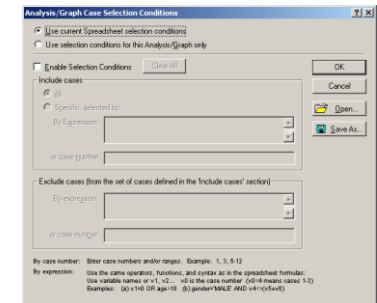 Analysis/Graph Case Selection Conditions
Use current Spreadsheet selection conditions
Use selection conditions for this Analysis/Graph only
Enable Selection Conditions
Clear All
OK
Cancel
Open...
Save As...
Include cases
All
Specific, selected by:
By Expression:
or case number:
Exclude cases (from the set of cases defined in the 'Include cases' section)
By expression:
or case number:
By case number: Enter case numbers and/or ranges. Example: 1, 3, 5-12
By expression: Use the same operators, functions, and syntax as in the spreadsheet formulas:
Use variable names or v1, v2... v0 is the case number (v0<4 means cases 1-3)
Examples: (a) v1=0 OR age>18 (b) gender='MALE' AND v4<>(v5+v6)